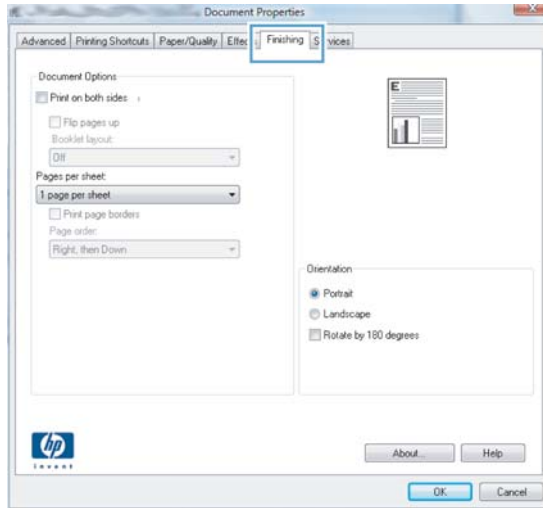 Document Properties
Advanced Printing Shortcuts Paper/Quality Finishing
Document Options
Print on both sides
Flip pages up
Booklet layout:
Off
Pages per sheet:
1 page per sheet
Print page borders
Page order:
Right, then Down
E
Orientation
Portrait
Landscape
Rotate by 180 degrees
hp
invent
About... Help
OK Cancel